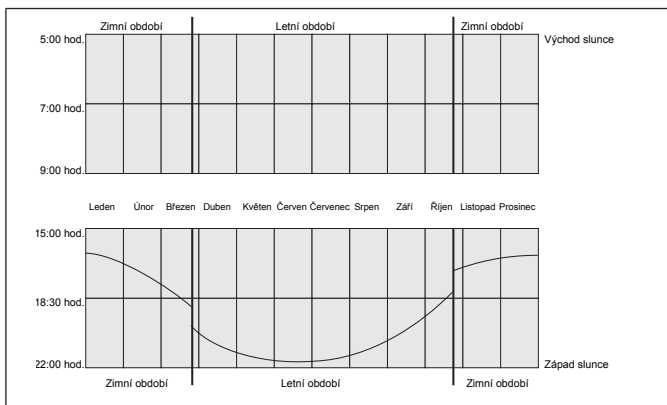 Zimní období Letní období Zimní období
5:00 hod. Východ slunce
7:00 hod.
9:00 hod.
Leden Únor Březen Duben Květen Červen Červenec Srpen Září Říjen Listopad Prosinec
15:00 hod.
18:30 hod.
22:00 hod. Západ slunce
Zimní období Letní období Zimní období